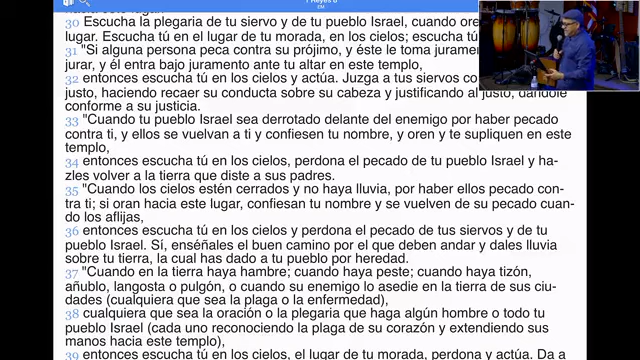 1 Reyes 8
30 Escucha la plegaria de tu siervo y de tu pueblo Israel, cuando ore
lugar. Escucha tú en el lugar de tu morada, en los cielos; escucha tú
31 "Si alguna persona peca contra su prójimo, y éste le toma jurame
jurar, y él entra bajo juramento ante tu altar en este templo,
32 entonces escucha tú en los cielos y actúa. Juzga a tus siervos co
justo, haciendo recaer su conducta sobre su cabeza y justificando al justo, dándole
conforme a su justicia.
33 "Cuando tu pueblo Israel sea derrotado delante del enemigo por haber pecado
contra ti, y ellos se vuelvan a ti y confiesen tu nombre, y oren y te supliquen en este
templo,
34 entonces escucha tú en los cielos, perdona el pecado de tu pueblo Israel y ha-
zles volver a la tierra que diste a sus padres.
35 "Cuando los cielos estén cerrados y no haya lluvia, por haber ellos pecado con-
tra ti; si oran hacia este lugar, confiesan tu nombre y se vuelven de su pecado cuan-
do los aflijas,
36 entonces escucha tú en los cielos y perdona el pecado de tus siervos y de tu
pueblo Israel. Sí, enséñales el buen camino por el que deben andar y dales lluvia
sobre tu tierra, la cual has dado a tu pueblo por heredad.
37 "Cuando en la tierra haya hambre; cuando haya peste; cuando haya tizón,
añublo, langosta o pulgón, o cuando su enemigo lo asedie en la tierra de sus ciu-
dades (cualquiera que sea la plaga o la enfermedad),
38 cualquiera que sea la oración o la plegaria que haga algún hombre o todo tu
pueblo Israel (cada uno reconociendo la plaga de su corazón y extendiendo sus
manos hacia este templo),
39 entonces escucha tú en los cielos, el lugar de tu morada, perdona y actúa. Da a